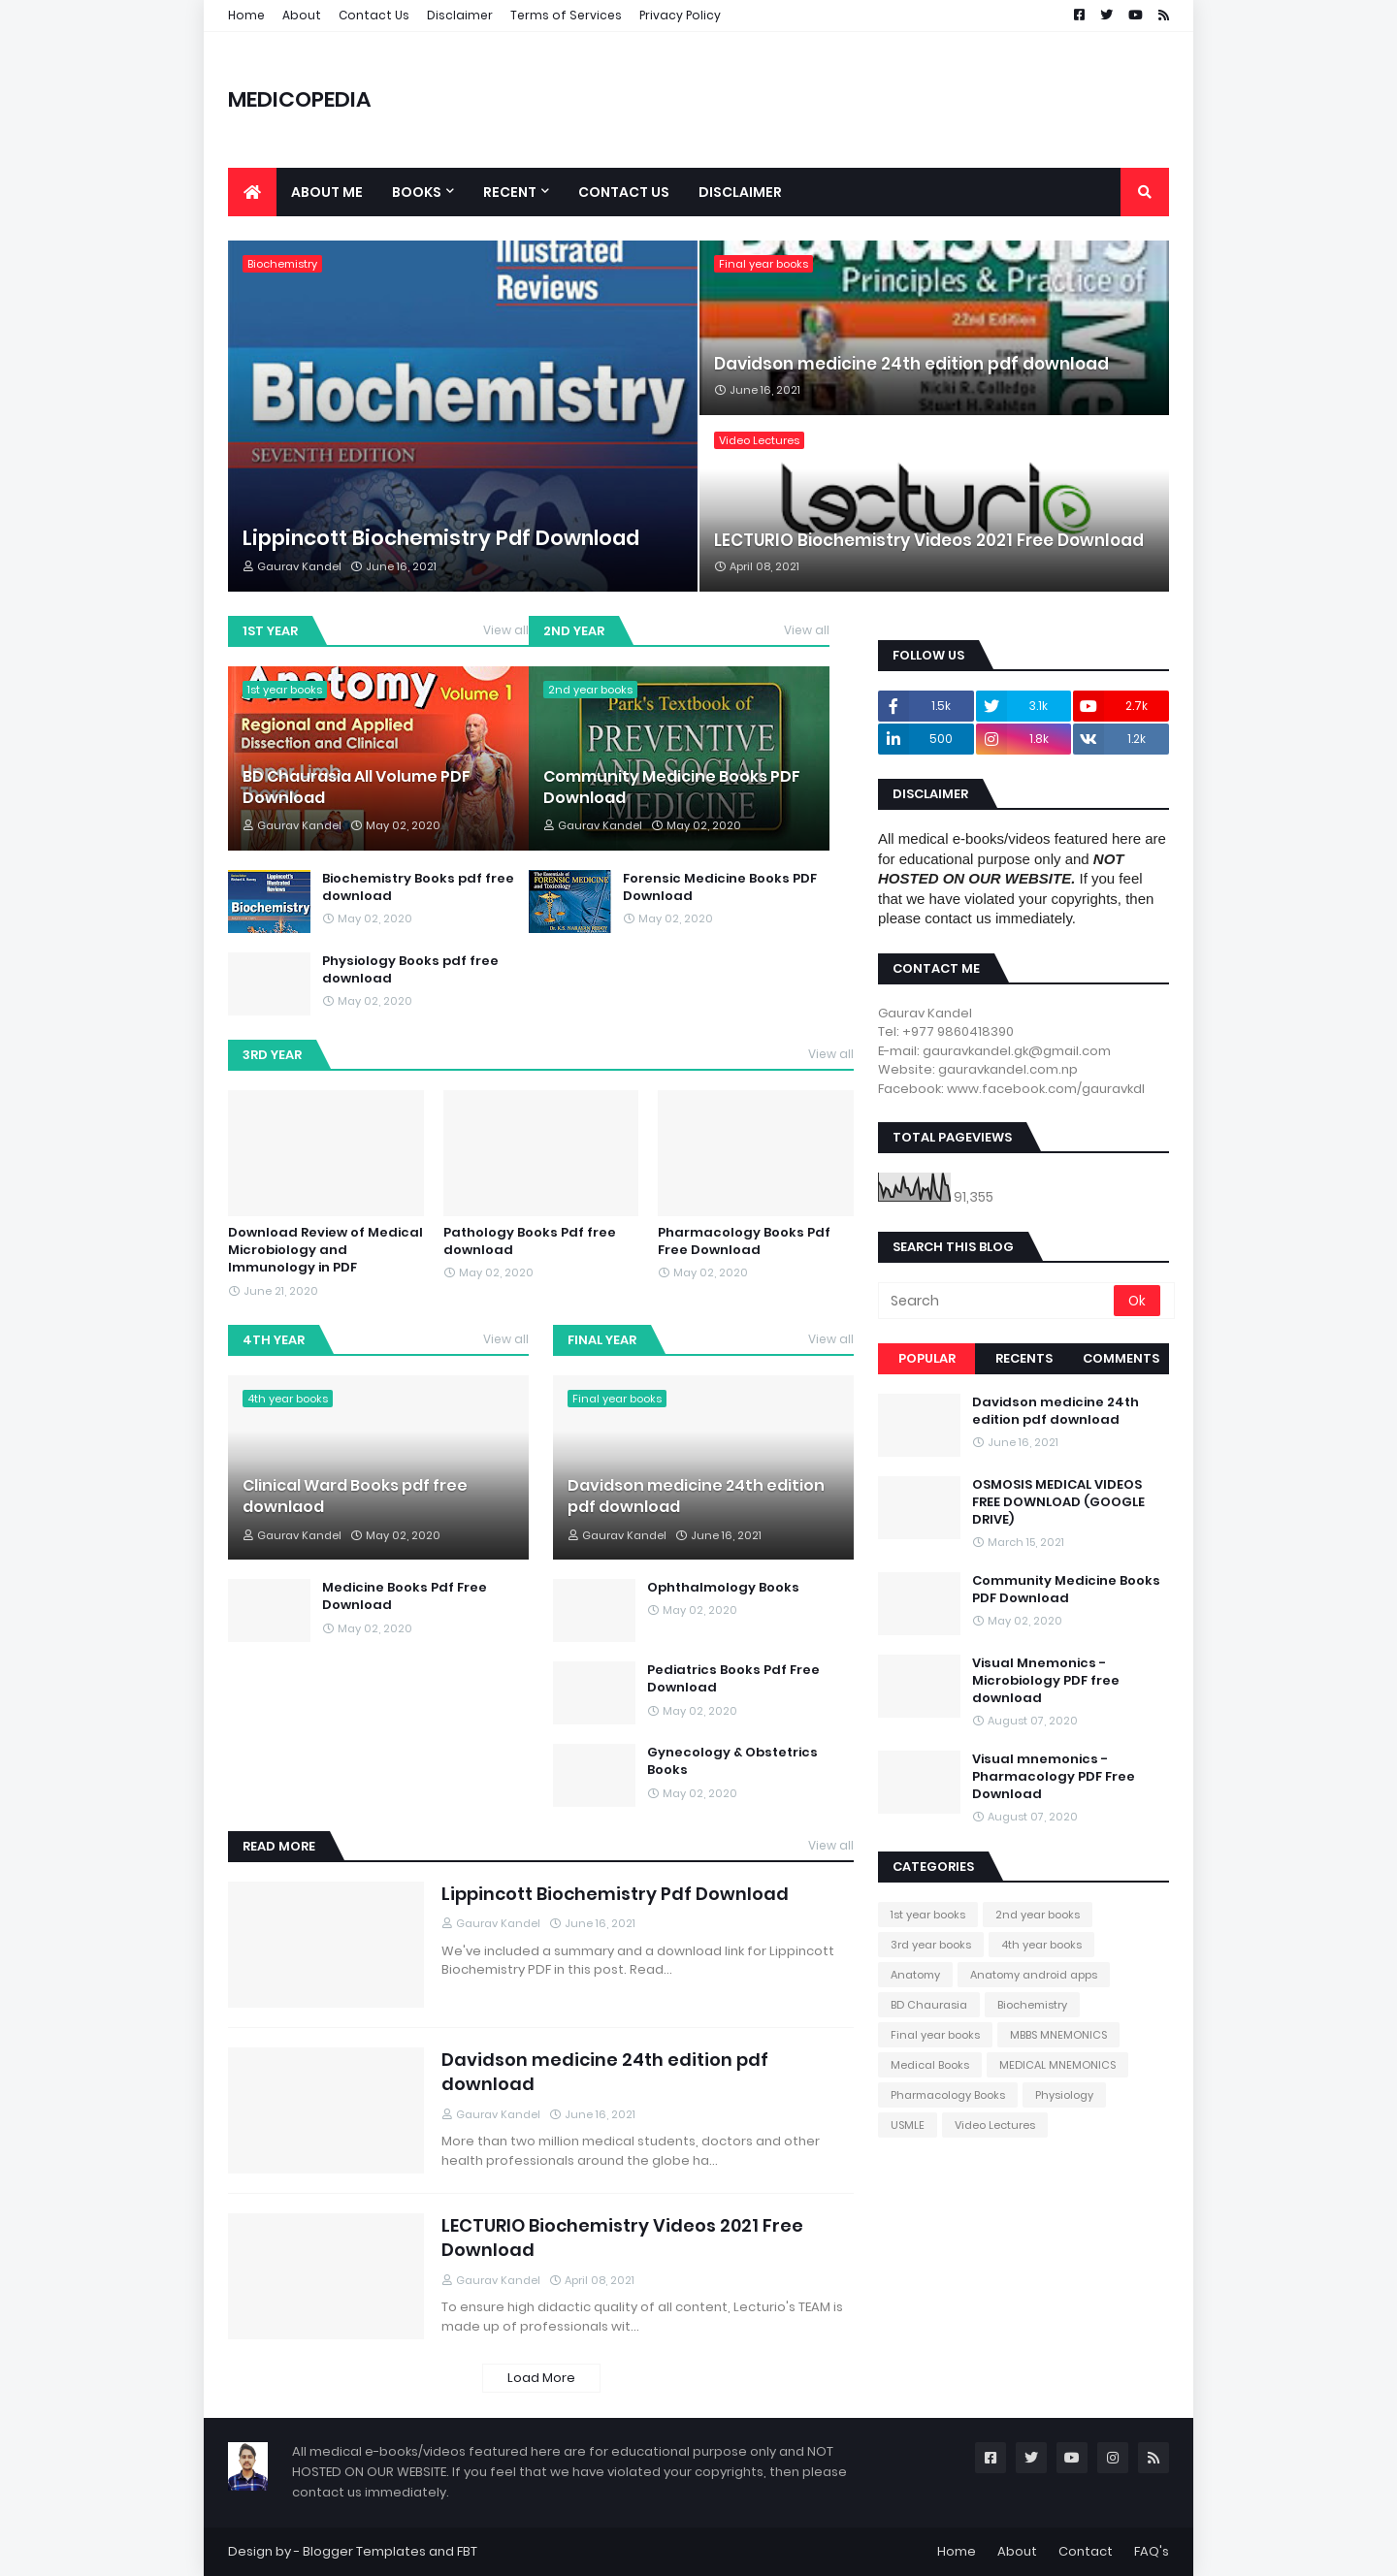 Home About Contact Us Disclaimer Terms of Services Privacy Policy
MEDICOPEDIA
ABOUT ME BOOKS RECENT CONTACT US DISCLAIMER
Biochemistry
Illustrated
Reviews
Biochemistry
SEVENTH EDITION
Lippincott Biochemistry Pdf Download
Gaurav Kandel June 16, 2021
Final year books
Davidson's
Principles & Practice of
22nd Edition
Davidson medicine 24th edition pdf download
Nicki R. Colledge
June 16, 2021
Stuart H. Ralston
Video Lectures
lecturio
LECTURIO Biochemistry Videos 2021 Free Download
April 08, 2021
1ST YEAR View all
Anatomy
1st year books Volume 1
Regional and Applied
Dissection and Clinical
Upper Limb
Thorax
BD Chaurasia All Volume PDF
Download
Gaurav Kandel May 02, 2020
Biochemistry Books pdf free
download
May 02, 2020
Physiology Books pdf free
download
May 02, 2020
2ND YEAR View all
2nd year books
Park's Textbook of
PREVENTIVE
AND SOCIAL
MEDICINE
Community Medicine Books PDF
Download
Gaurav Kandel May 02, 2020
FORENSIC MEDICINE
Forensic Medicine Books PDF
Download
May 02, 2020
3RD YEAR View all
Download Review of Medical
Microbiology and
Immunology in PDF
June 21, 2020
Pathology Books Pdf free
download
May 02, 2020
Pharmacology Books Pdf
Free Download
May 02, 2020
4TH YEAR View all
4th year books
Clinical Ward Books pdf free
downlaod
Gaurav Kandel May 02, 2020
Medicine Books Pdf Free
Download
May 02, 2020
FINAL YEAR View all
Final year books
Davidson medicine 24th edition
pdf download
Gaurav Kandel June 16, 2021
Ophthalmology Books
May 02, 2020
Pediatrics Books Pdf Free
Download
May 02, 2020
Gynecology & Obstetrics
Books
May 02, 2020
READ MORE View all
Lippincott Biochemistry Pdf Download
Gaurav Kandel June 16, 2021
We've included a summary and a download link for Lippincott
Biochemistry PDF in this post. Read...
Davidson medicine 24th edition pdf
download
Gaurav Kandel June 16, 2021
More than two million medical students, doctors and other
health professionals around the globe ha...
LECTURIO Biochemistry Videos 2021 Free
Download
Gaurav Kandel April 08, 2021
To ensure high didactic quality of all content, Lecturio's TEAM is
made up of professionals wit...
Load More
FOLLOW US
1.5k 3.1k 2.7k
500 1.8k 1.2k
DISCLAIMER
All medical e-books/videos featured here are
for educational purpose only and NOT
HOSTED ON OUR WEBSITE. If you feel
that we have violated your copyrights, then
please contact us immediately.
CONTACT ME
Gaurav Kandel
Tel: +977 9860418390
E-mail: gauravkandel.gk@gmail.com
Website: gauravkandel.com.np
Facebook: www.facebook.com/gauravkdl
TOTAL PAGEVIEWS
91,355
SEARCH THIS BLOG
Search Ok
POPULAR RECENTS COMMENTS
Davidson medicine 24th
edition pdf download
June 16, 2021
OSMOSIS MEDICAL VIDEOS
FREE DOWNLOAD (GOOGLE
DRIVE)
March 15, 2021
Community Medicine Books
PDF Download
May 02, 2020
Visual Mnemonics -
Microbiology PDF free
download
August 07, 2020
Visual mnemonics -
Pharmacology PDF Free
Download
August 07, 2020
CATEGORIES
1st year books 2nd year books
3rd year books 4th year books
Anatomy Anatomy android apps
BD Chaurasia Biochemistry
Final year books MBBS MNEMONICS
Medical Books MEDICAL MNEMONICS
Pharmacology Books Physiology
USMLE Video Lectures
All medical e-books/videos featured here are for educational purpose only and NOT
HOSTED ON OUR WEBSITE. If you feel that we have violated your copyrights, then please
contact us immediately.
Design by - Blogger Templates and FBT
Home About Contact FAQ's